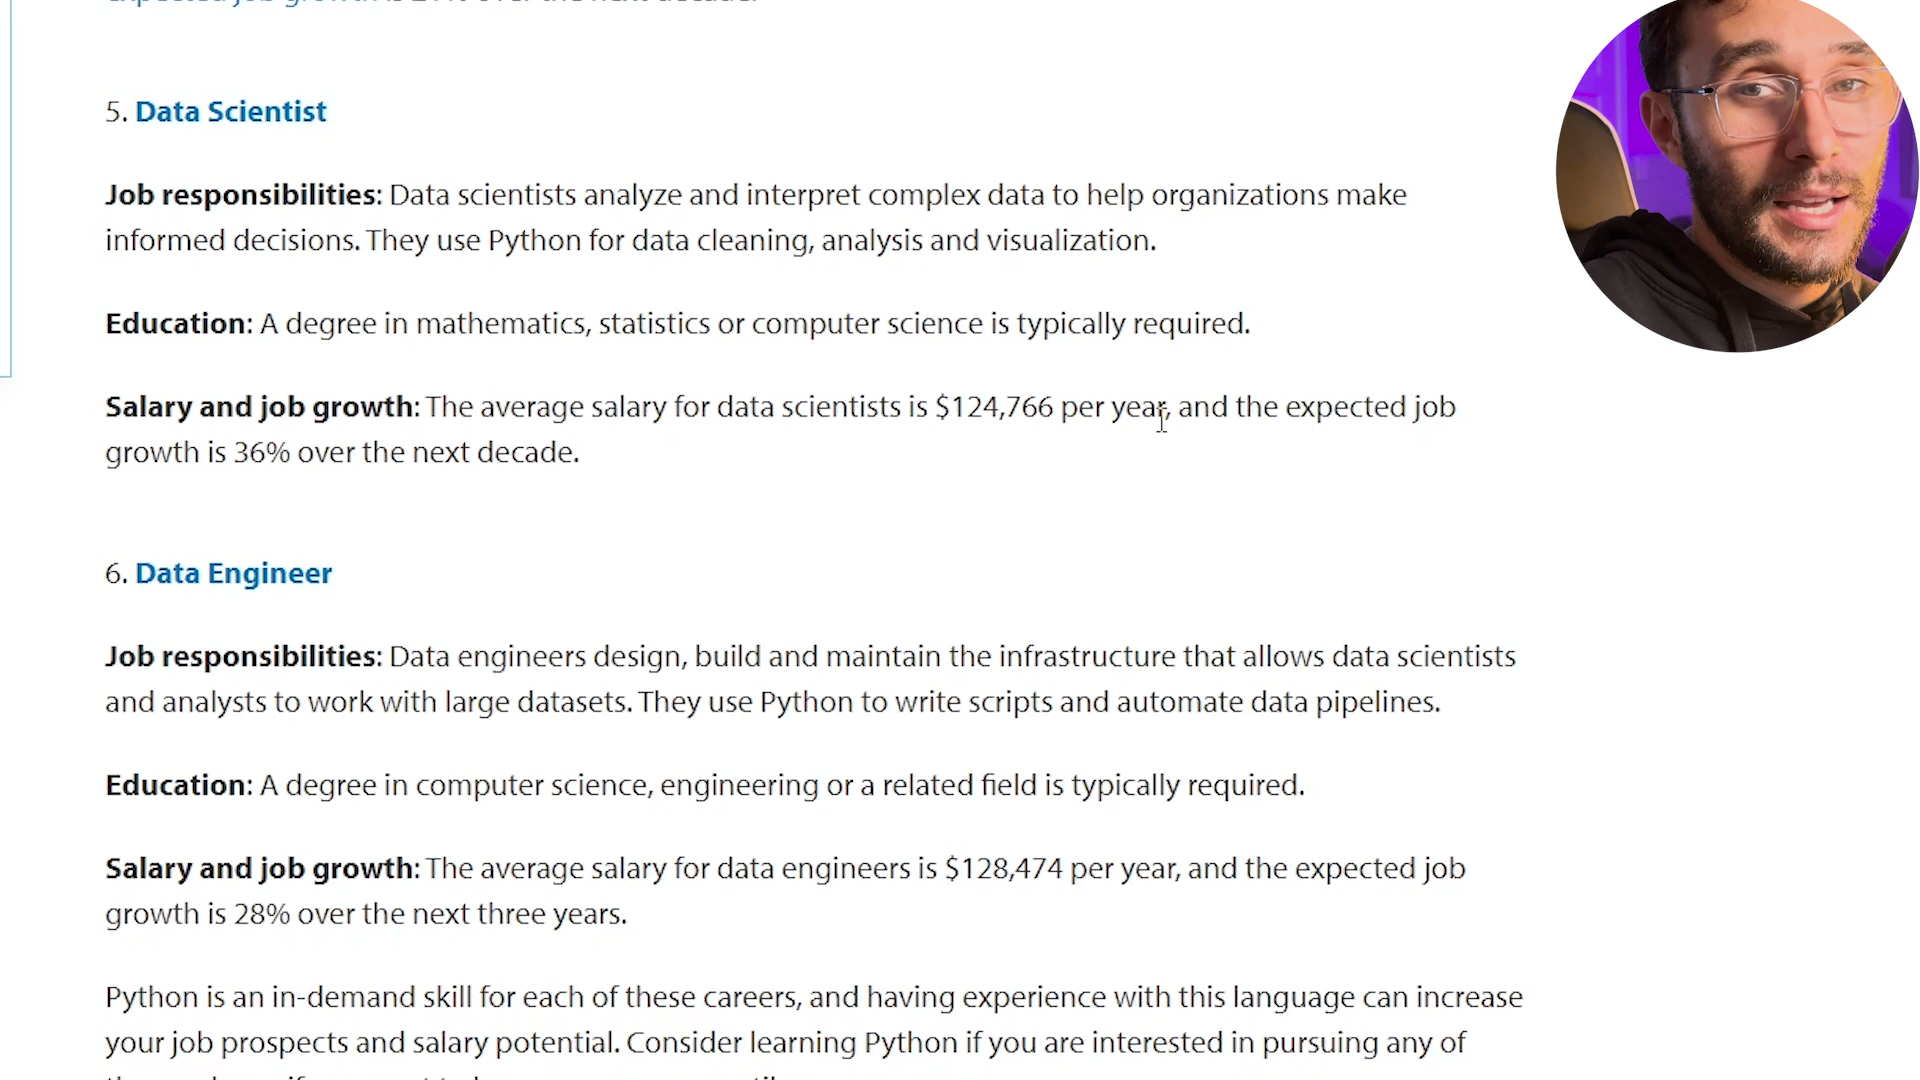 5. Data Scientist
Job responsibilities: Data scientists analyze and interpret complex data to help organizations make
informed decisions. They use Python for data cleaning, analysis and visualization.
Education: A degree in mathematics, statistics or computer science is typically required.
Salary and job growth: The average salary for data scientists is $124,766 per year, and the expected job
growth is 36% over the next decade.
6. Data Engineer
Job responsibilities: Data engineers design, build and maintain the infrastructure that allows data scientists
and analysts to work with large datasets. They use Python to write scripts and automate data pipelines.
Education: A degree in computer science, engineering or a related field is typically required.
Salary and job growth: The average salary for data engineers is $128,474 per year, and the expected job
growth is 28% over the next three years.
Python is an in-demand skill for each of these careers, and having experience with this language can increase
your job prospects and salary potential. Consider learning Python if you are interested in pursuing any of